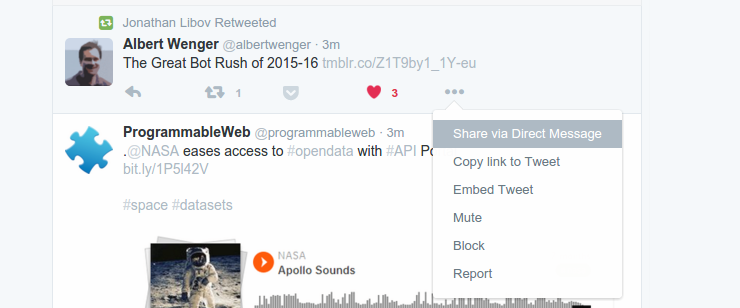 Jonathan Libov Retweeted
Albert Wenger @albertwenger · 3m
The Great Bot Rush of 2015-16 tmblr.co/Z1T9by1_1Y-eu
1
3
Share via Direct Message
Copy link to Tweet
Embed Tweet
Mute
Block
Report
ProgrammableWeb @programmableweb · 3m
.@NASA eases access to #opendata with #API Po
bit.ly/1P5I42V
#space #datasets
NASA
Apollo Sounds